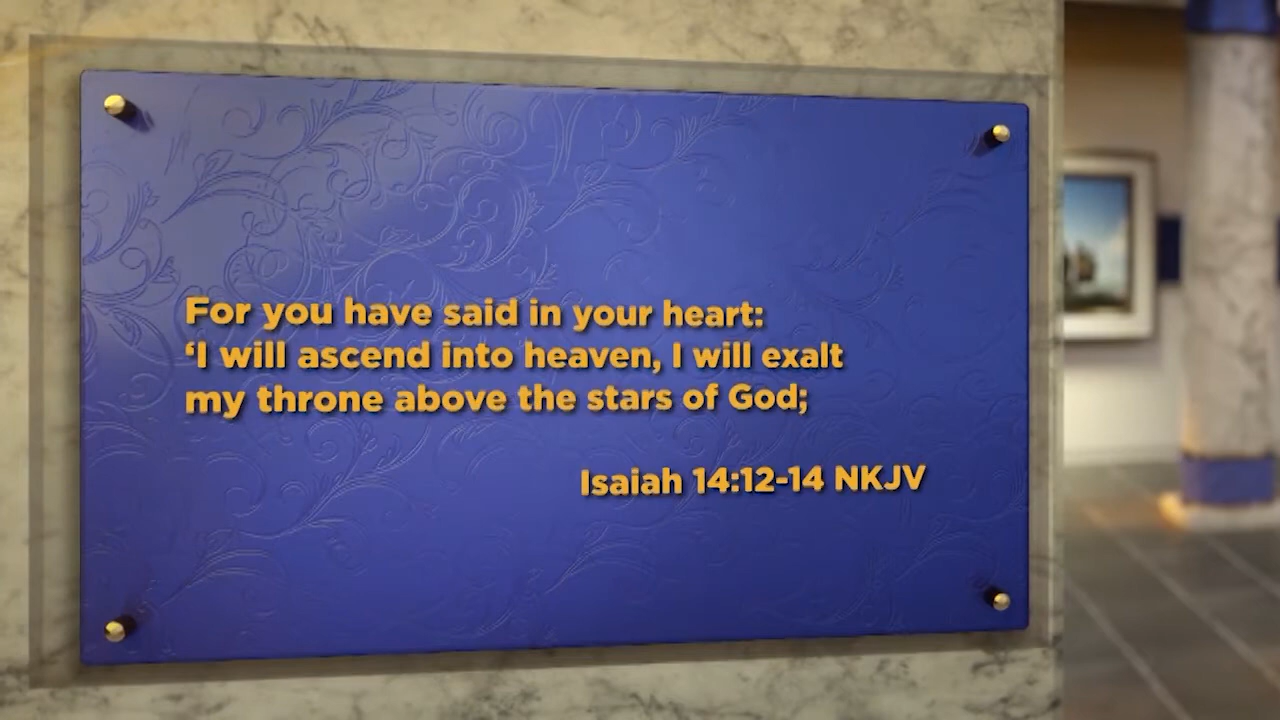 For you have said in your heart:
‘I will ascend into heaven, I will exalt
my throne above the stars of God;
Isaiah 14:12-14 NKJV